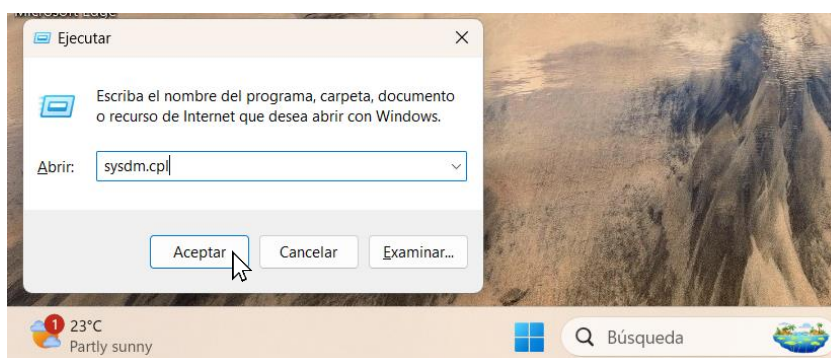 Microsoft Edge
Ejecutar
Escriba el nombre del programa, carpeta, documento
o recurso de Internet que desea abrir con Windows.
Abrir:
sysdm.cpl
Aceptar
Cancelar
Examinar...
1
23°C
Partly sunny
Búsqueda